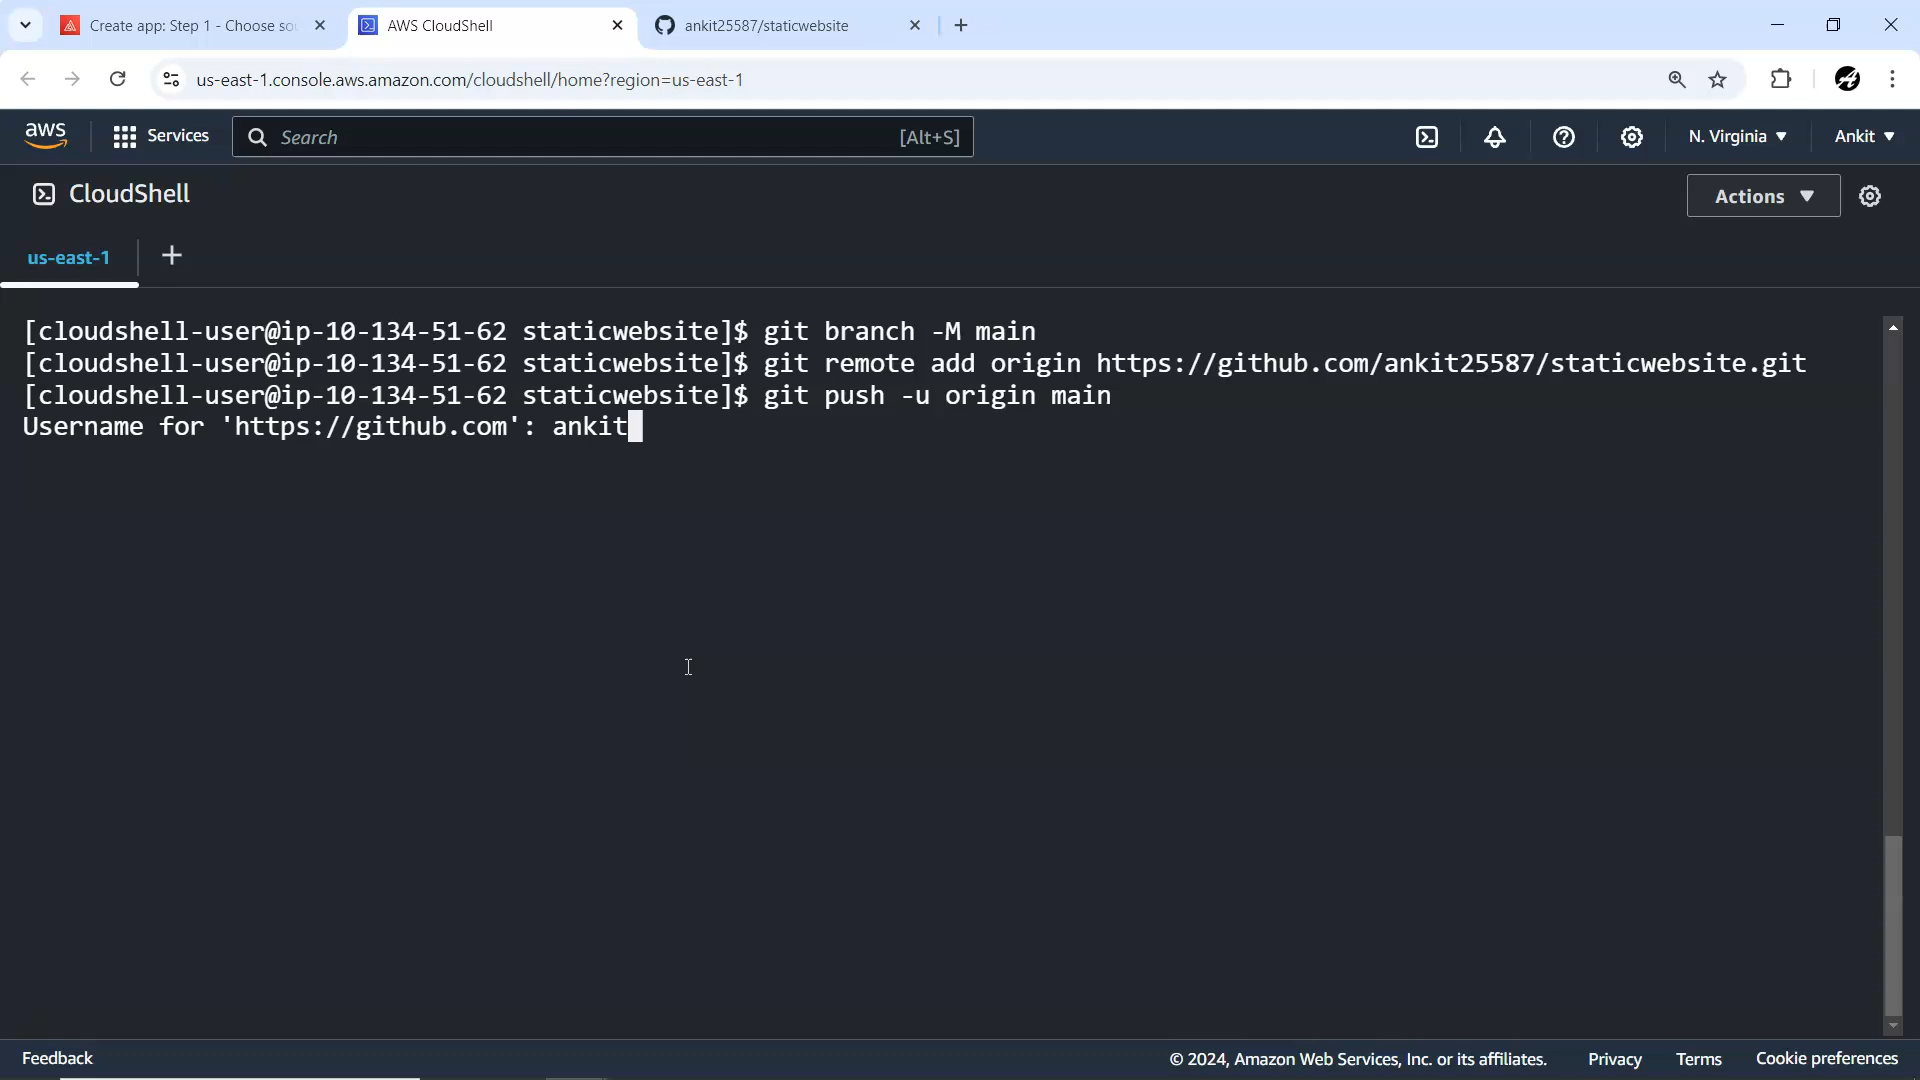 Create app: Step 1 - Choose sou
AWS CloudShell
ankit25587/staticwebsite
us-east-1.console.aws.amazon.com/cloudshell/home?region=us-east-1
aws
Services
Search
[Alt+S]
N. Virginia
Ankit
CloudShell
Actions
us-east-1
[cloudshell-user@ip-10-134-51-62 staticwebsite]$ git branch -M main
[cloudshell-user@ip-10-134-51-62 staticwebsite]$ git remote add origin https://github.com/ankit25587/staticwebsite.git
[cloudshell-user@ip-10-134-51-62 staticwebsite]$ git push -u origin main
Username for 'https://github.com': ankit
Feedback
© 2024, Amazon Web Services, Inc. or its affiliates.
Privacy
Terms
Cookie preferences